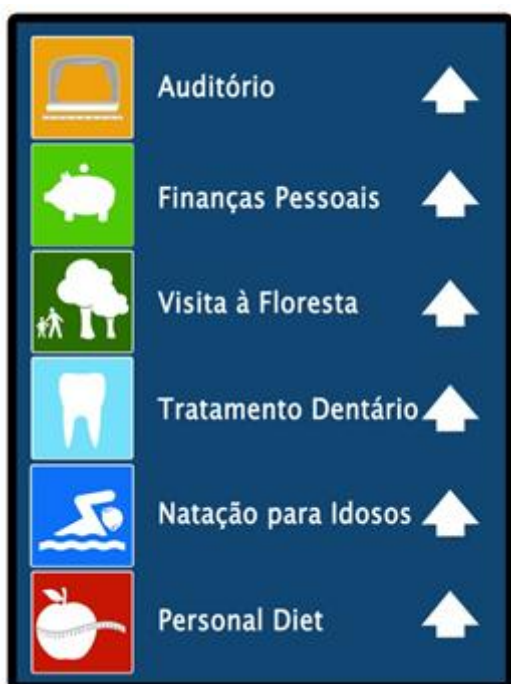 Auditório
Finanças Pessoais
Visita à Floresta
Tratamento Dentário
Natação para Idosos
Personal Diet